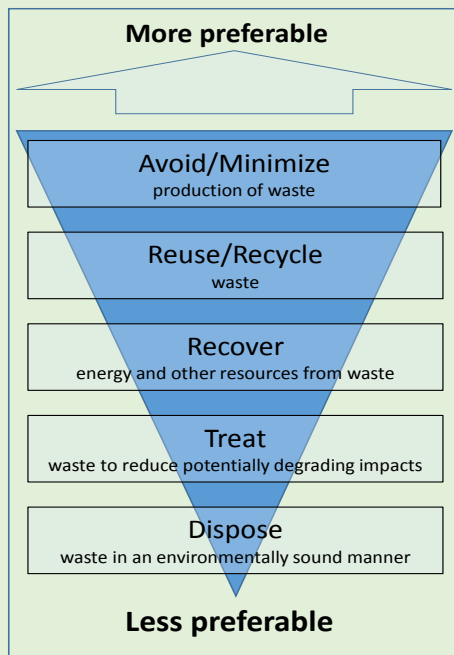 More preferable
Avoid/Minimize
production of waste
Reuse/Recycle
waste
Recover
energy and other resources from waste
Treat
waste to reduce potentially degrading impacts
Dispose
waste in an environmentally sound manner
Less preferable